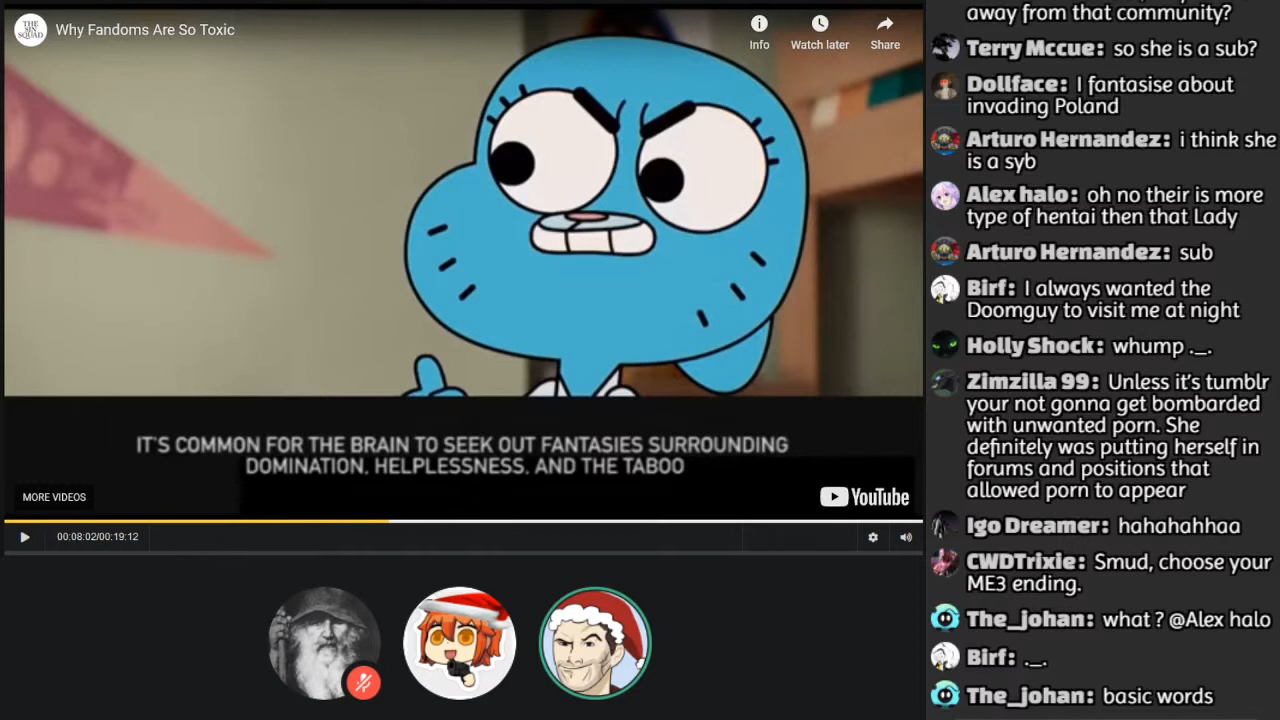 THE
SIN
SQUAD
Why Fandoms Are So Toxic
Info
Watch later
Share
IT'S COMMON FOR THE BRAIN TO SEEK OUT FANTASIES SURROUNDING
DOMINATION, HELPLESSNESS, AND THE TABOO
MORE VIDEOS
YouTube
00:08:02/00:19:12
away from that community?
Terry Mccue: so she is a sub?
Dollface: I fantasise about
invading Poland
Arturo Hernandez: i think she
is a syb
Alex halo: oh no their is more
type of hentai then that Lady
Arturo Hernandez: sub
Birf: I always wanted the
Doomguy to visit me at night
Holly Shock: whump ._.
Zimzilla 99: Unless it's tumblr
your not gonna get bombarded
with unwanted porn. She
definitely was putting herself in
forums and positions that
allowed porn to appear
Igo Dreamer: hahahahhaa
CWDTrixie: Smud, choose your
ME3 ending.
The_johan: what ? @Alex halo
Birf: ._.
The_johan: basic words